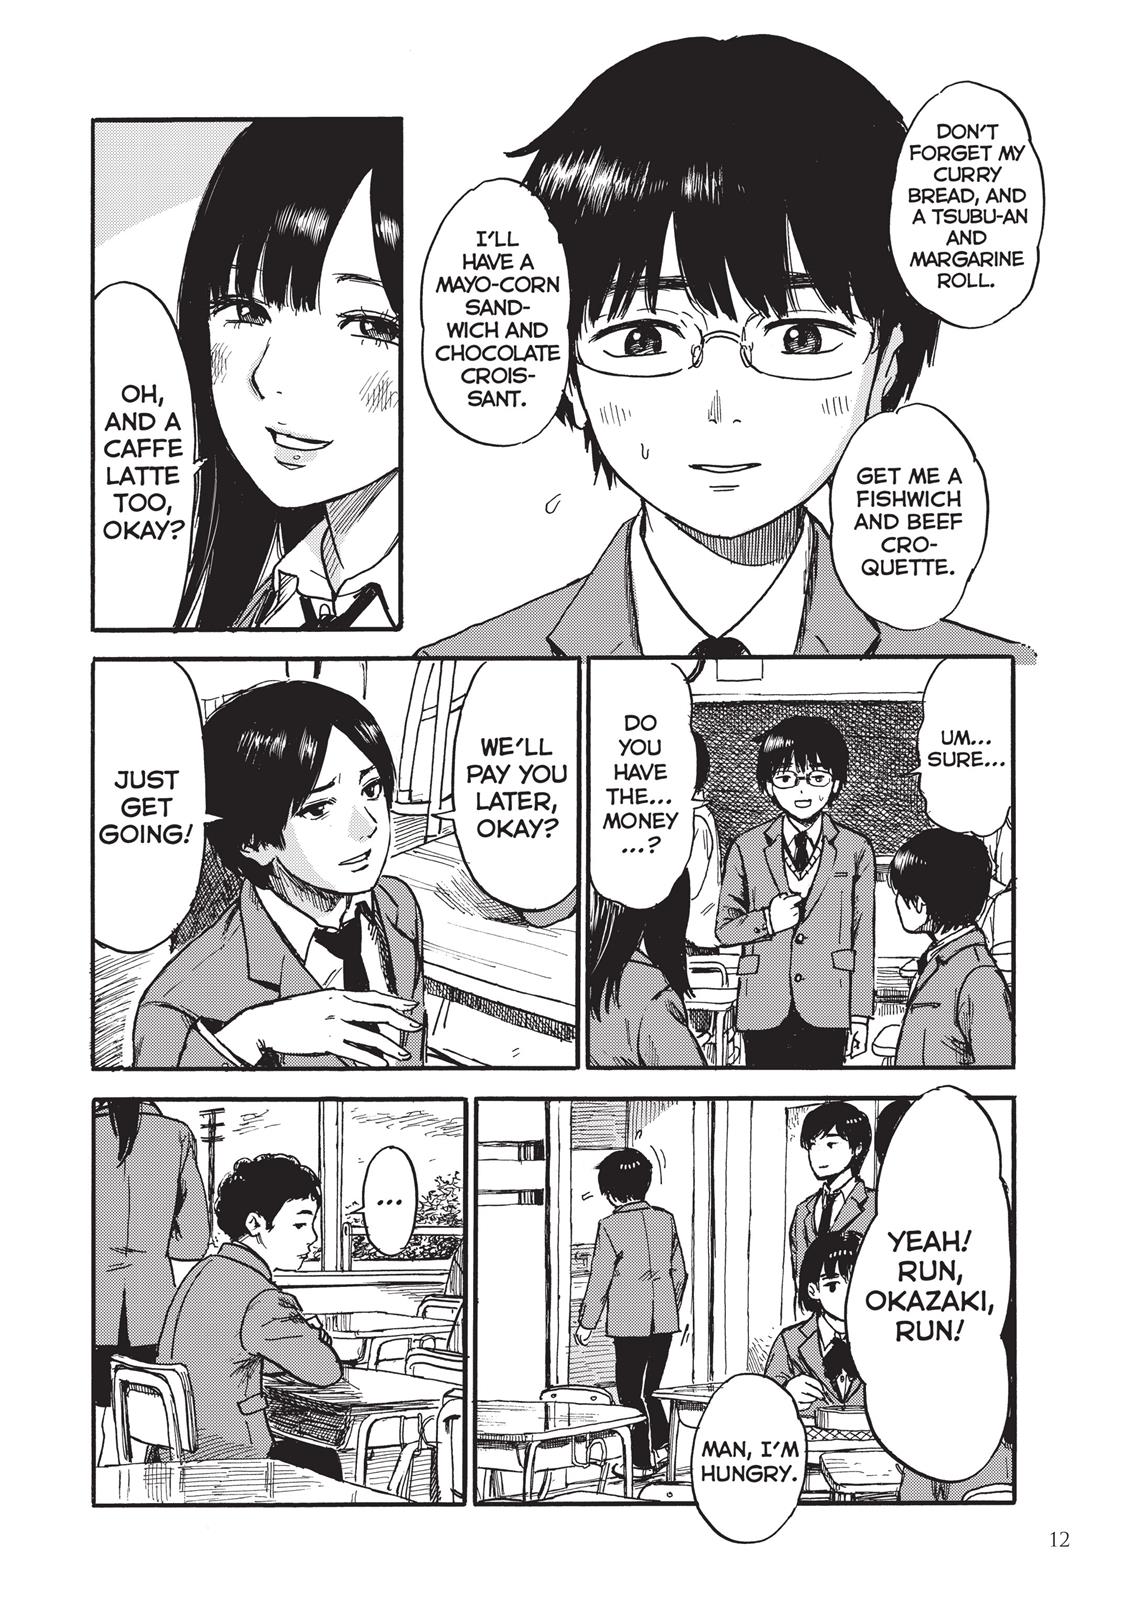 DON'T
FORGET MY
CURRY
BREAD, AND
A TSUBU-AN
AND
MARGARINE
ROLL.
I'LL
HAVE A
MAYO-CORN
SAND-
WICH AND
CHOCOLATE
CROIS-
SANT.
GET ME A
FISHWICH
AND BEEF
CRO-
QUETTE.
OH,
AND A
CAFFE
LATTE
TOO,
OKAY?
UM...
SURE...
DO
YOU
HAVE
THE...
MONEY
...?
WE'LL
PAY YOU
LATER,
OKAY?
JUST
GET
GOING!
YEAH!
RUN,
OKAZAKI,
RUN!
MAN, I'M
HUNGRY.
...
12